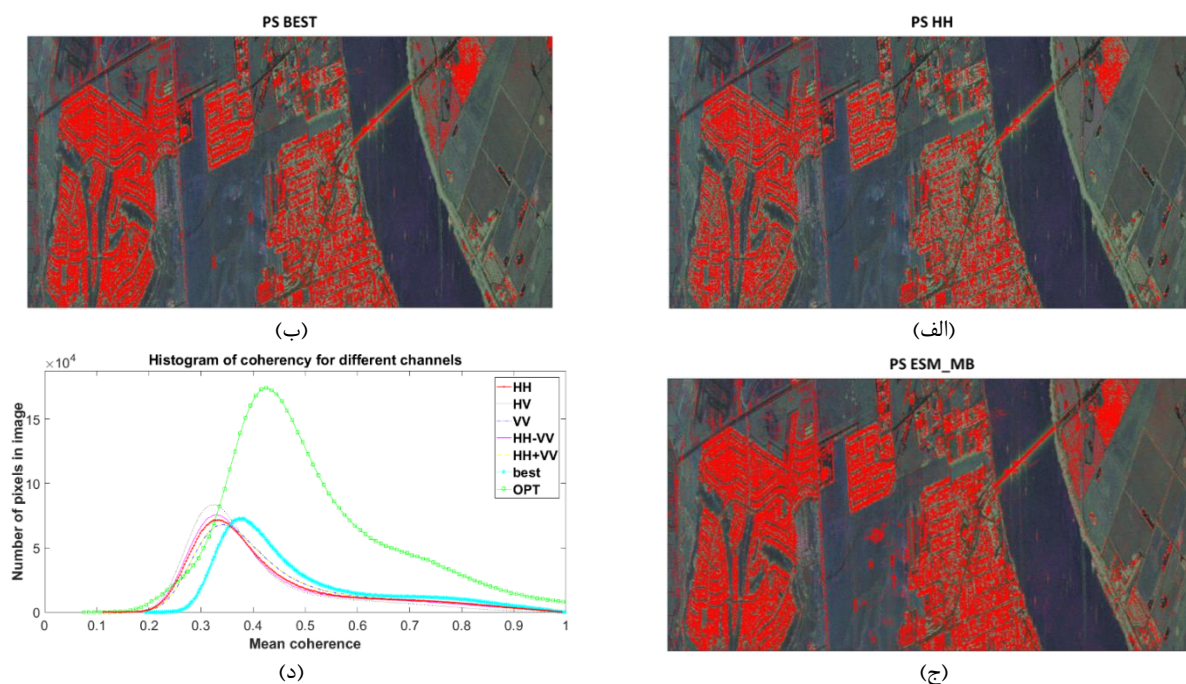 PS BEST
PS HH
(ب)
(الف)
Histogram of coherency for different channels
×10⁴
15
10
5
0
Number of pixels in image
0 0.1 0.2 0.3 0.4 0.5 0.6 0.7 0.8 0.9 1
Mean coherence
HH
HV
VV
HH-VV
HH+VV
best
OPT
(د)
PS ESM_MB
(ج)